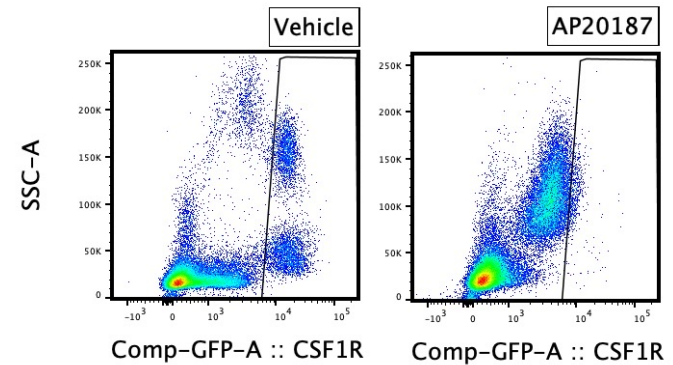 Vehicle
AP20187
SSC-A
250K
200K
150K
100K
50K
0
-10³ 0 10³ 10⁴ 10⁵
Comp-GFP-A :: CSF1R
250K
200K
150K
100K
50K
0
-10³ 0 10³ 10⁴ 10⁵
Comp-GFP-A :: CSF1R